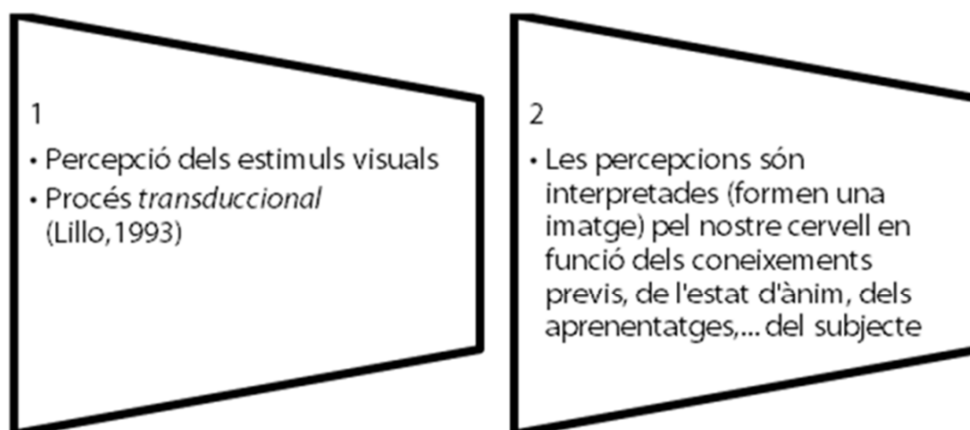 1
• Percepció dels estimuls visuals
• Procés transduccional
(Lillo, 1993)
2
• Les percepcions són
interpretades (formen una
imatge) pel nostre cervell en
funció dels coneixements
previs, de l'estat d'ànim, dels
aprenentatges,... del subjecte